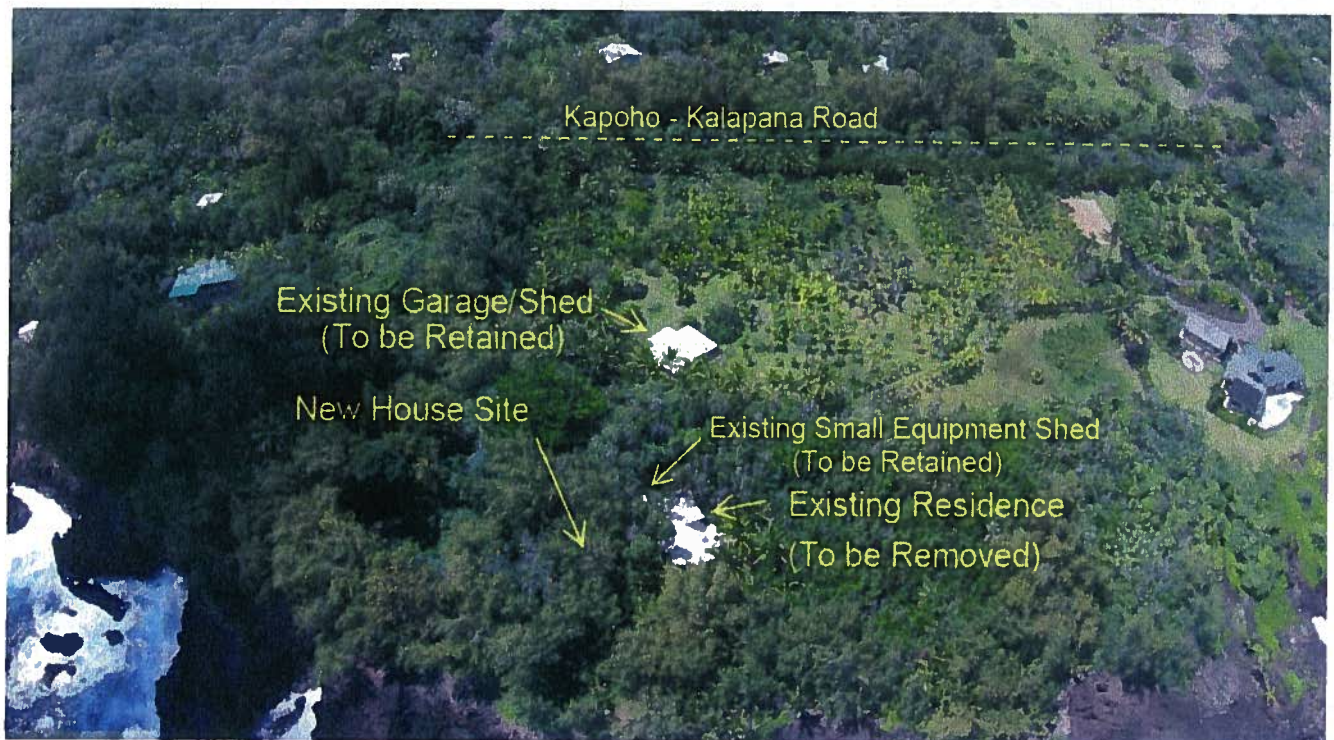 Kapoho - Kalapana Road
Existing Garage/Shed
(To be Retained)
New House Site
Existing Small Equipment Shed
(To be Retained)
Existing Residence
(To be Removed)